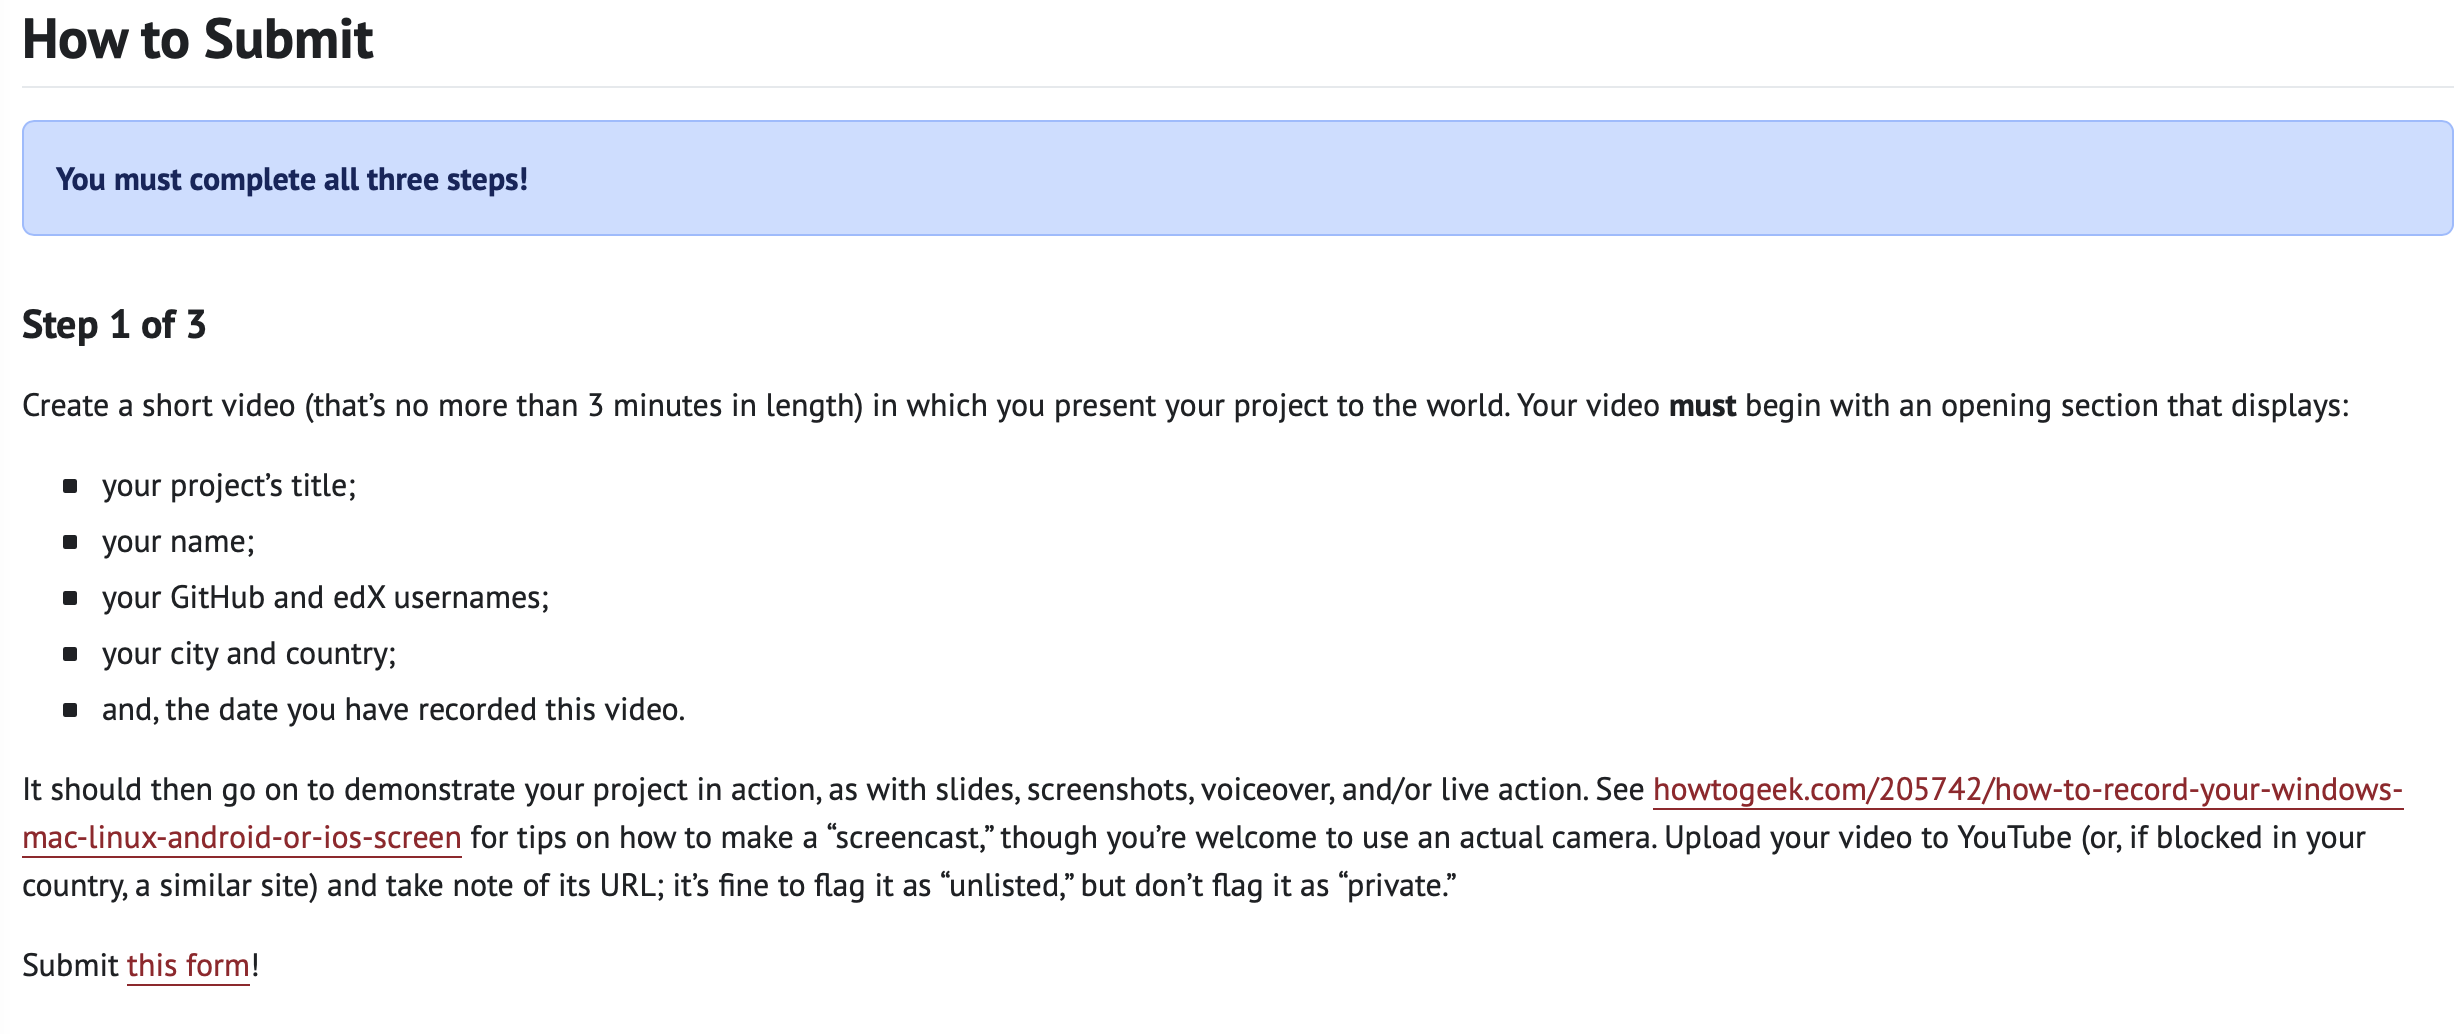 How to Submit
You must complete all three steps!
Step 1 of 3
Create a short video (that’s no more than 3 minutes in length) in which you present your project to the world. Your video must begin with an opening section that displays:
▪ your project’s title;
▪ your name;
▪ your GitHub and edX usernames;
▪ your city and country;
▪ and, the date you have recorded this video.
It should then go on to demonstrate your project in action, as with slides, screenshots, voiceover, and/or live action. See howtogeek.com/205742/how-to-record-your-windows-
mac-linux-android-or-ios-screen for tips on how to make a “screencast,” though you’re welcome to use an actual camera. Upload your video to YouTube (or, if blocked in your
country, a similar site) and take note of its URL; it’s fine to flag it as “unlisted,” but don’t flag it as “private.”
Submit this form!